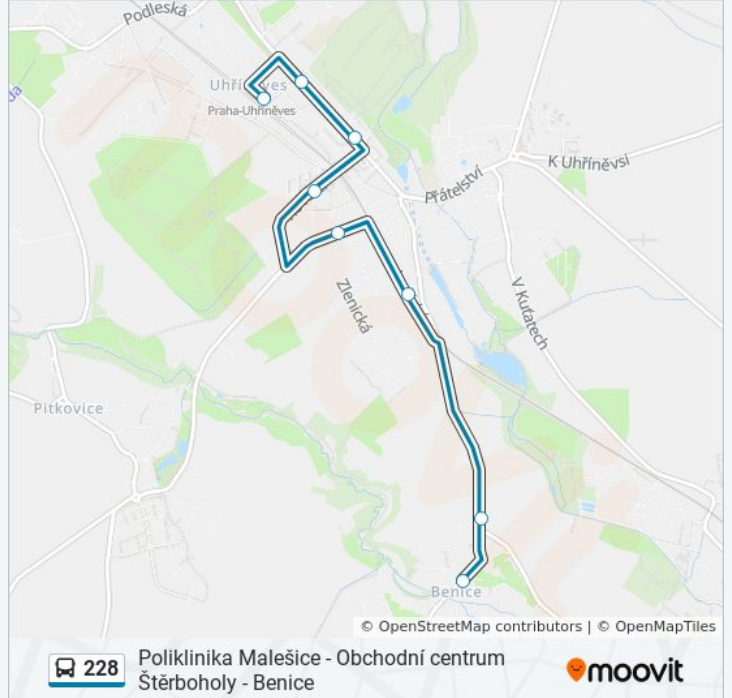 Podleská
Uhříněves
Praha-Uhříněves
K Uhříněvsi
Přátelství
V Kuťatech
Zlenická
Pitkovice
Benice
© OpenStreetMap contributors | © OpenMapTiles
228
Poliklinika Malešice - Obchodní centrum
Štěrboholy - Benice
moovit